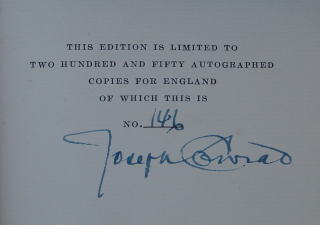 THIS EDITION IS LIMITED TO
TWO HUNDRED AND FIFTY AUTOGRAPHED
COPIES FOR ENGLAND
OF WHICH THIS IS
NO. 146
Joseph Conrad